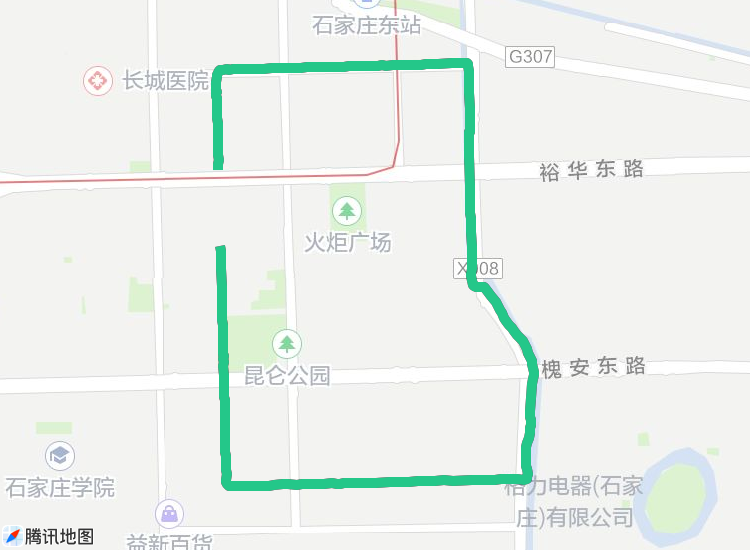 石家庄东站
G307
长城医院
裕华东路
火炬广场
X008
昆仑公园
槐安东路
石家庄学院
格力电器(石家
庄)有限公司
腾讯地图
益新百货